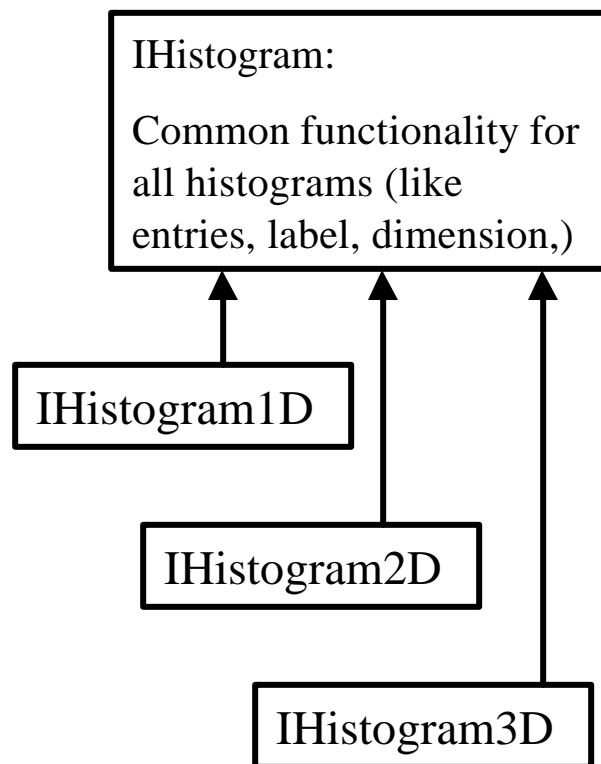 IHistogram:
Common functionality for
all histograms (like
entries, label, dimension,)
IHistogram1D
IHistogram2D
IHistogram3D